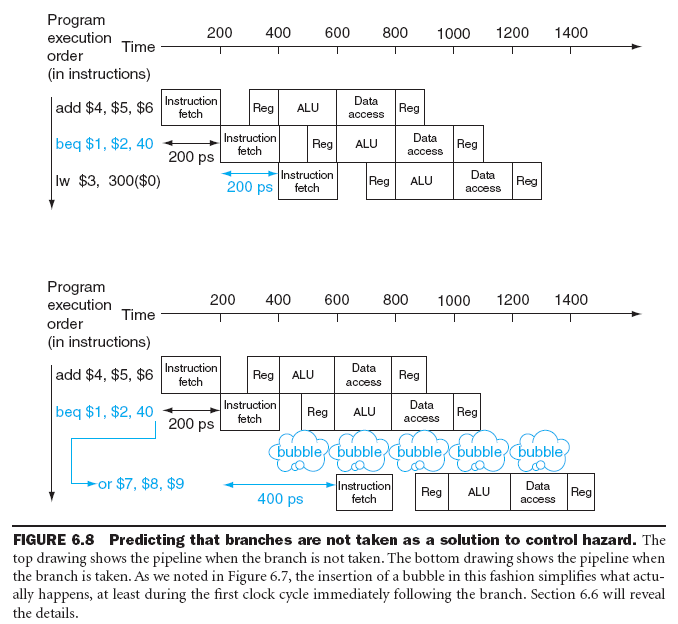 Program
execution
order
(in instructions)
Time
200 400 600 800 1000 1200 1400
add $4, $5, $6
Instruction fetch Reg ALU Data access Reg
beq $1, $2, 40
200 ps
Instruction fetch Reg ALU Data access Reg
lw $3, 300($0)
200 ps
Instruction fetch Reg ALU Data access Reg
Program
execution
order
(in instructions)
Time
200 400 600 800 1000 1200 1400
add $4, $5, $6
Instruction fetch Reg ALU Data access Reg
beq $1, $2, 40
200 ps
Instruction fetch Reg ALU Data access Reg
bubble bubble bubble bubble bubble
or $7, $8, $9
400 ps
Instruction fetch Reg ALU Data access Reg
FIGURE 6.8 Predicting that branches are not taken as a solution to control hazard. The
top drawing shows the pipeline when the branch is not taken. The bottom drawing shows the pipeline when
the branch is taken. As we noted in Figure 6.7, the insertion of a bubble in this fashion simplifies what actu-
ally happens, at least during the first clock cycle immediately following the branch. Section 6.6 will reveal
the details.